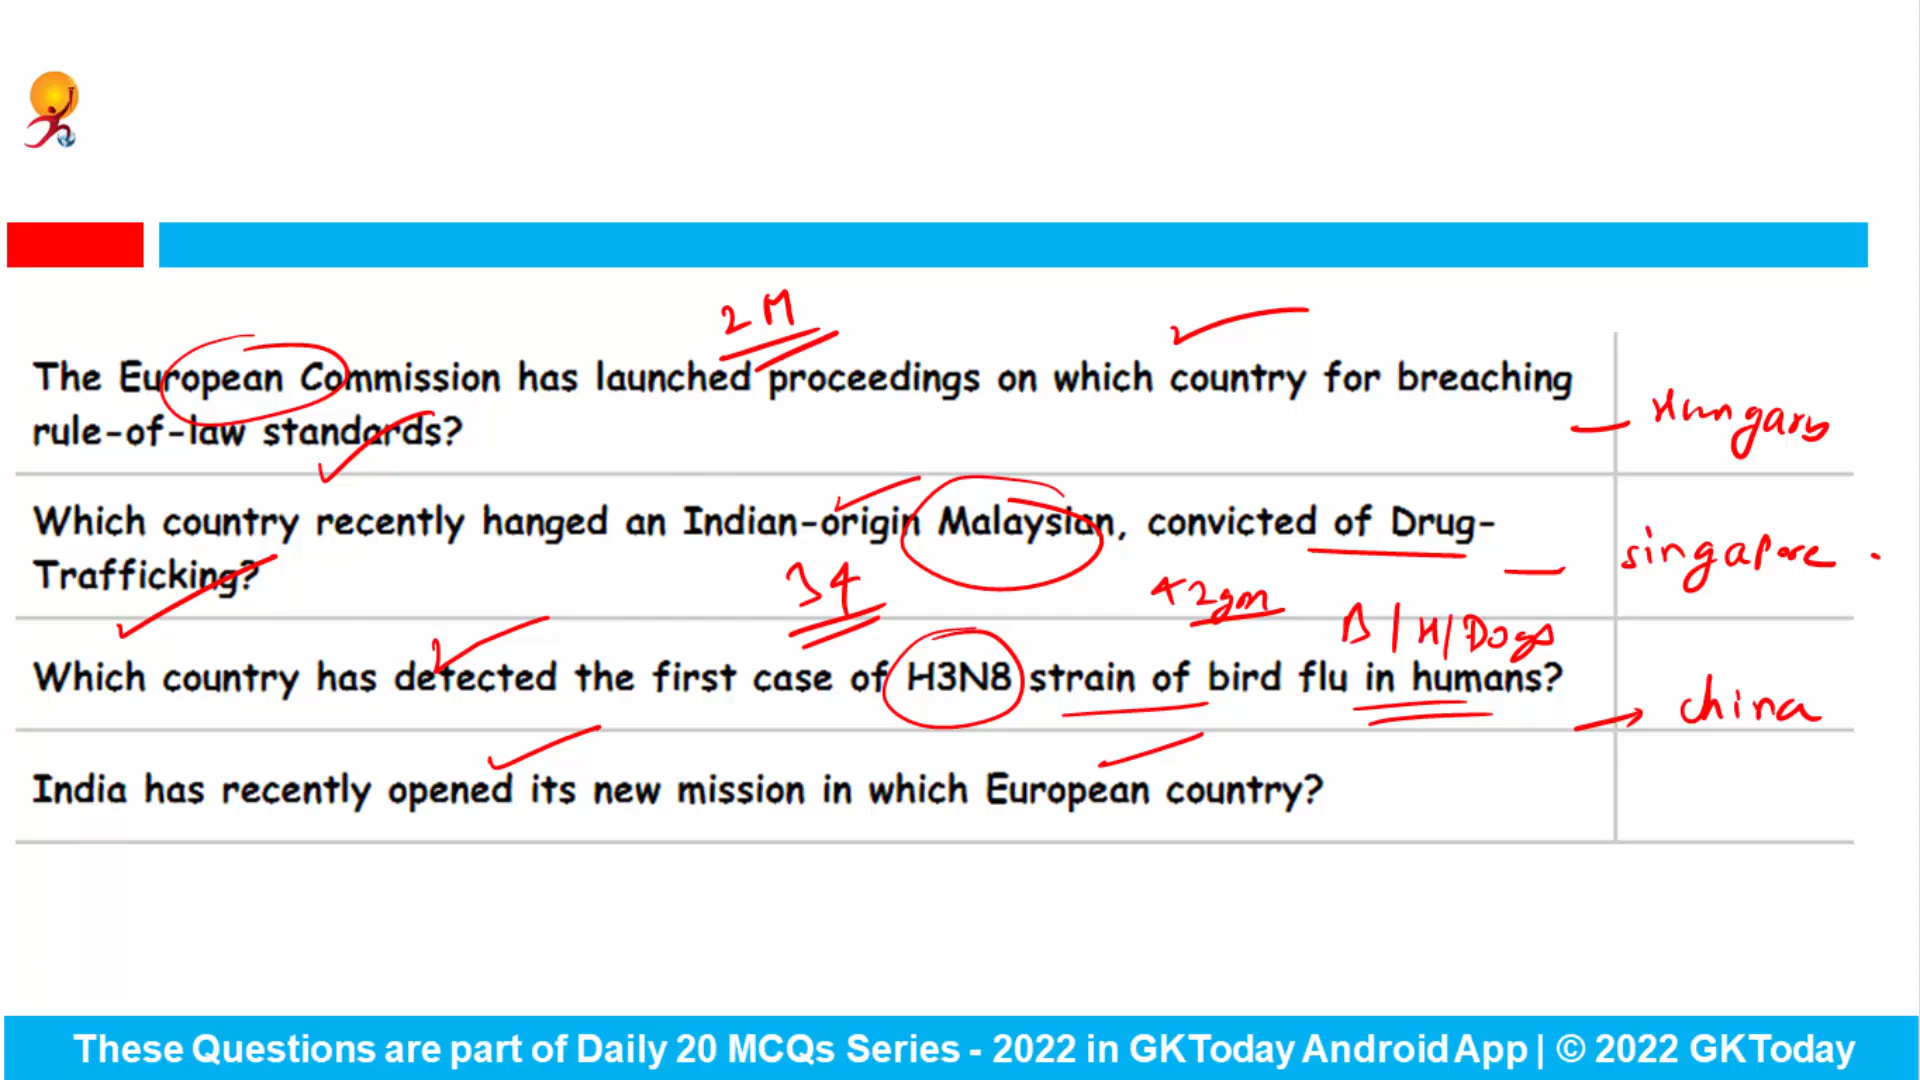 2 M
The European Commission has launched proceedings on which country for breaching
rule-of-law standards?
Hungary
Which country recently hanged an Indian-origin Malaysian, convicted of Drug-
Trafficking?
singapore
34
42gm
B / H / Dogs
Which country has detected the first case of H3N8 strain of bird flu in humans?
china
India has recently opened its new mission in which European country?
These Questions are part of Daily 20 MCQs Series - 2022 in GKToday Android App | © 2022 GKToday